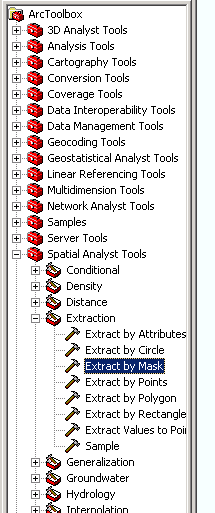 ArcToolbox
3D Analyst Tools
Analysis Tools
Cartography Tools
Conversion Tools
Coverage Tools
Data Interoperability Tools
Data Management Tools
Geocoding Tools
Geostatistical Analyst Tools
Linear Referencing Tools
Multidimension Tools
Network Analyst Tools
Samples
Server Tools
Spatial Analyst Tools
Conditional
Density
Distance
Extraction
Extract by Attributes
Extract by Circle
Extract by Mask
Extract by Points
Extract by Polygon
Extract by Rectangle
Extract Values to Poi
Sample
Generalization
Groundwater
Hydrology
Interpolation